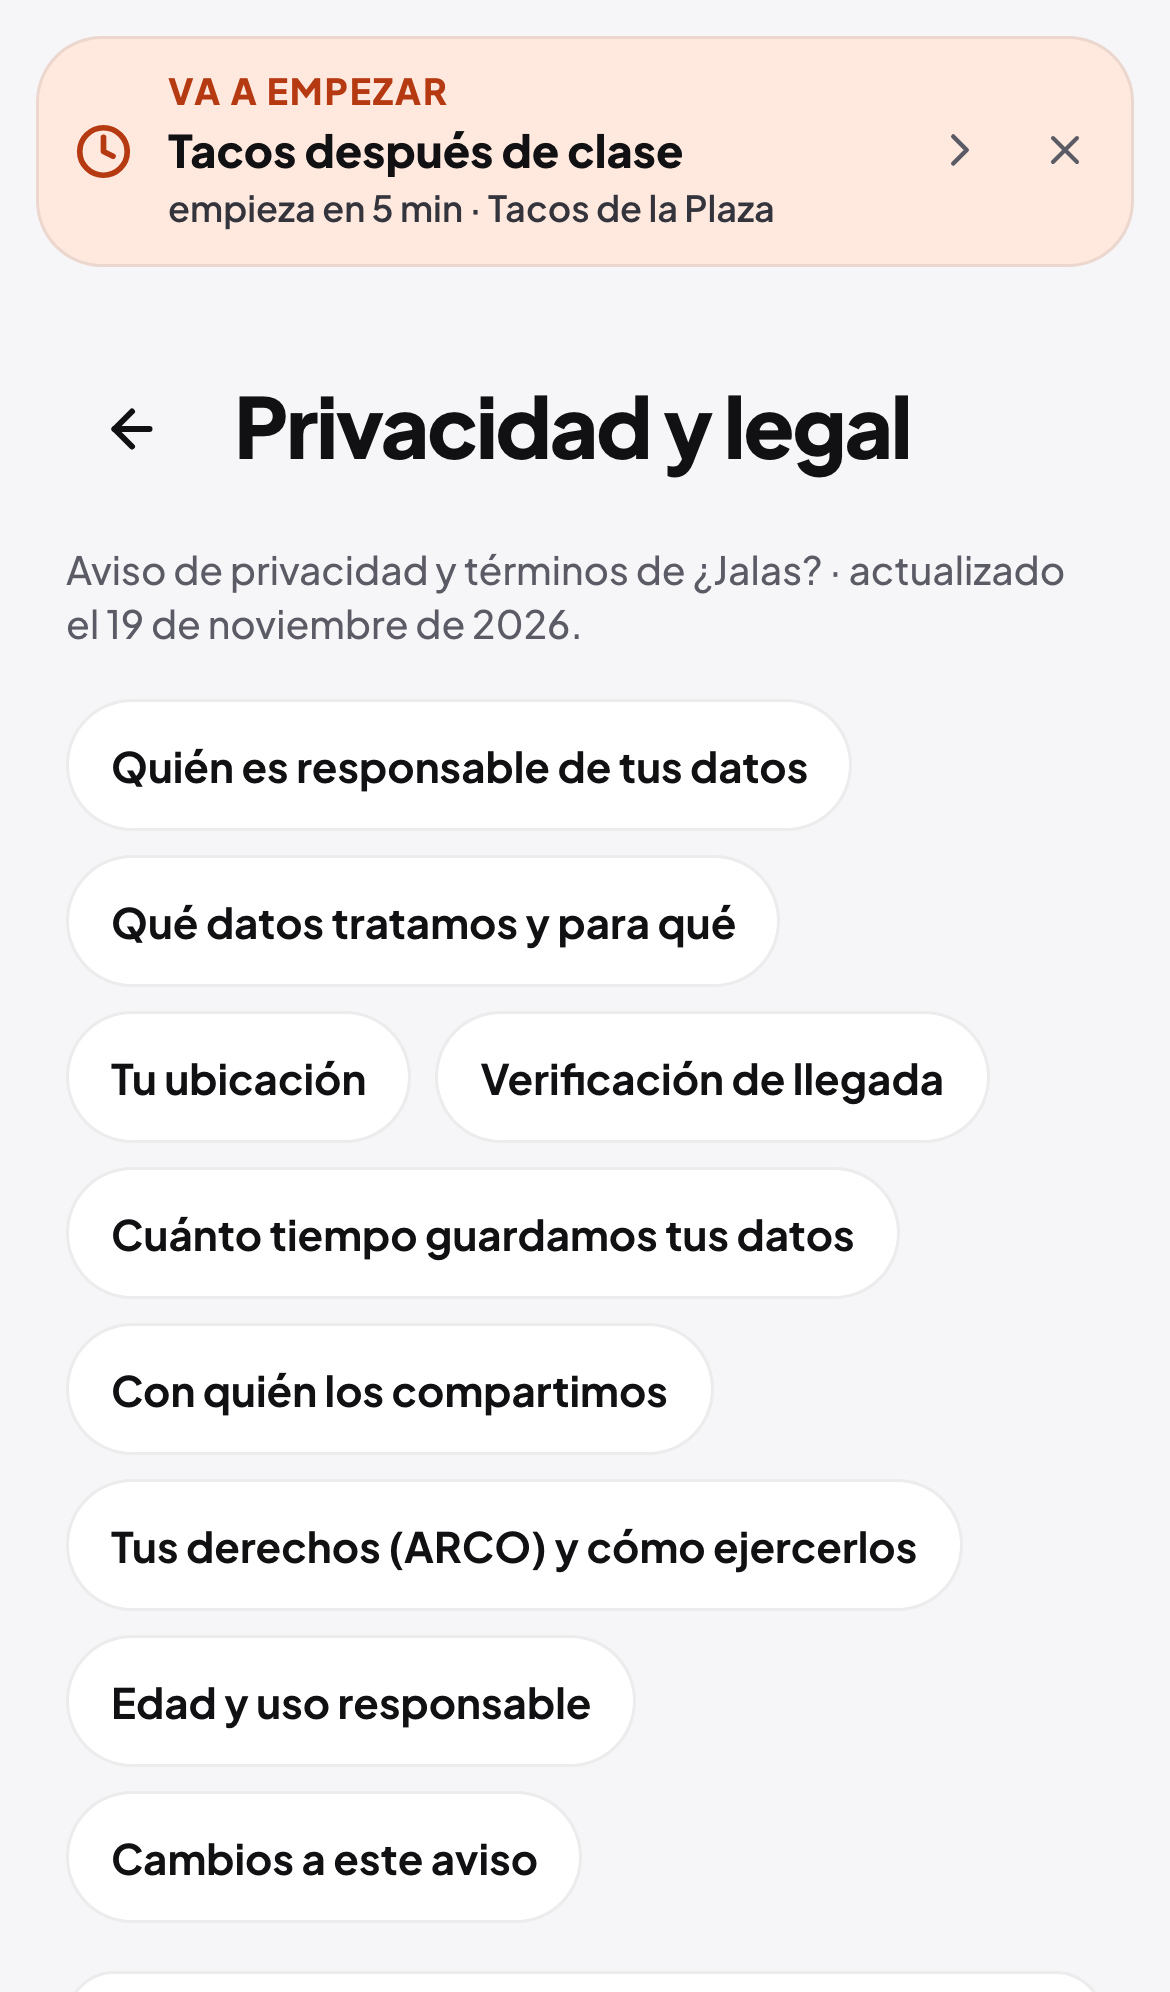 VA A EMPEZAR
Tacos después de clase
empieza en 5 min · Tacos de la Plaza
Privacidad y legal
Aviso de privacidad y términos de ¿Jalas? · actualizado
el 19 de noviembre de 2026.
Quién es responsable de tus datos
Qué datos tratamos y para qué
Tu ubicación
Verificación de llegada
Cuánto tiempo guardamos tus datos
Con quién los compartimos
Tus derechos (ARCO) y cómo ejercerlos
Edad y uso responsable
Cambios a este aviso